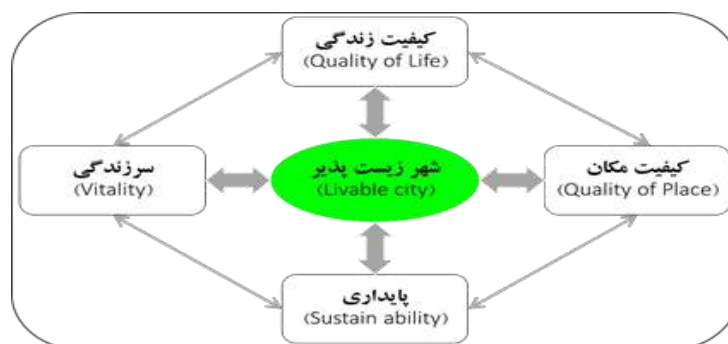 کیفیت زندگی
(Quality of Life)
سرزندگی
(Vitality)
شهر زیست پذیر
(Livable city)
کیفیت مکان
(Quality of Place)
پایداری
(Sustain ability)